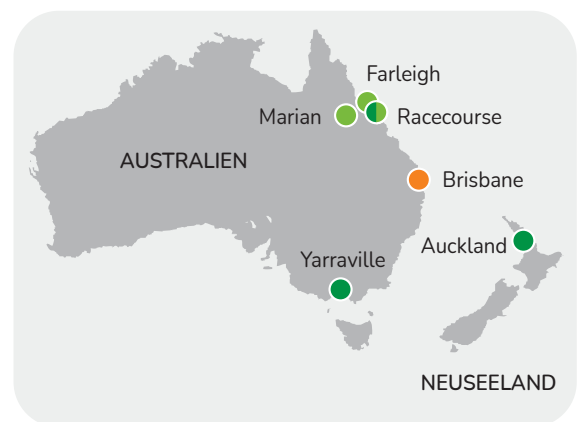 Farleigh
Marian
Racecourse
AUSTRALIEN
Brisbane
Auckland
Yarraville
NEUSEELAND